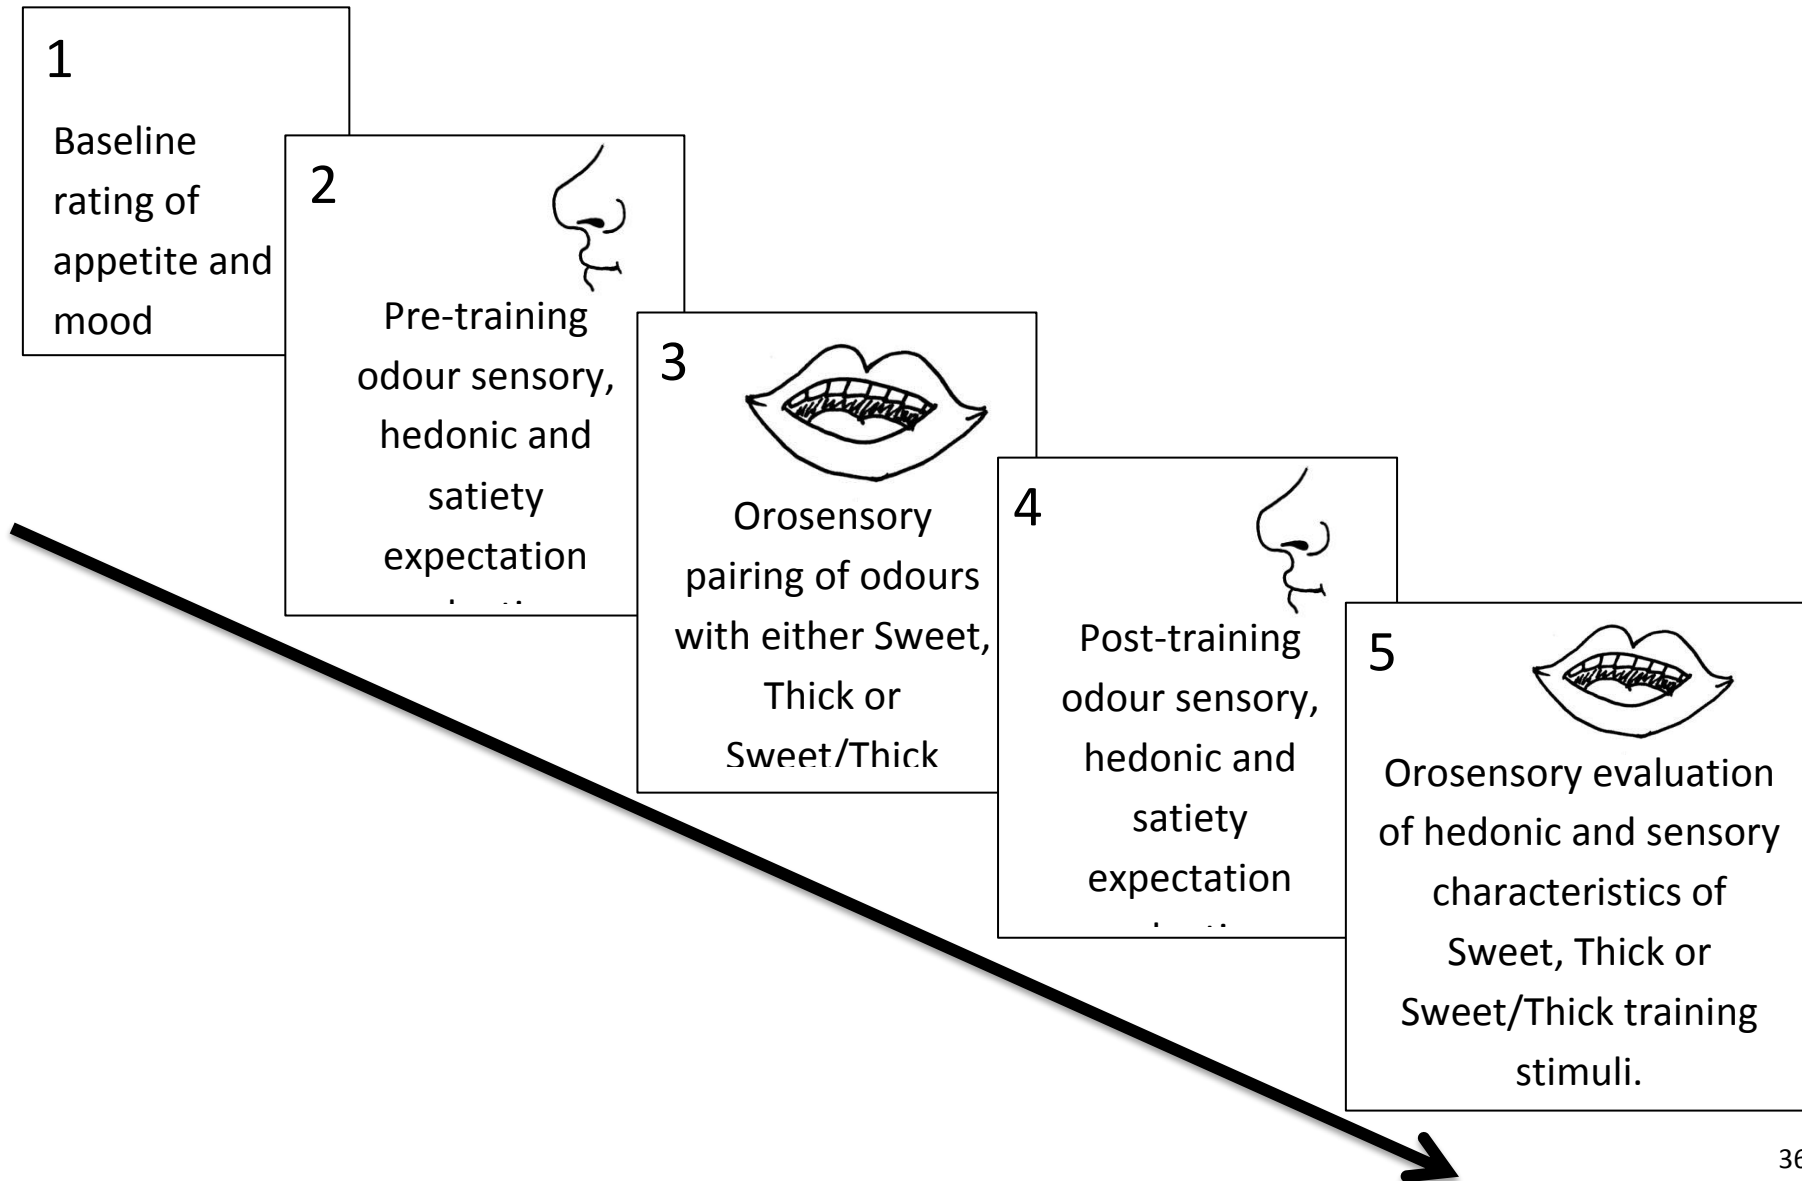 1
Baseline
rating of
appetite and
mood
2
Pre-training
odour sensory,
hedonic and
satiety
expectation
3
Orosensory
pairing of odours
with either Sweet,
Thick or
Sweet/Thick
4
Post-training
odour sensory,
hedonic and
satiety
expectation
5
Orosensory evaluation
of hedonic and sensory
characteristics of
Sweet, Thick or
Sweet/Thick training
stimuli.
36